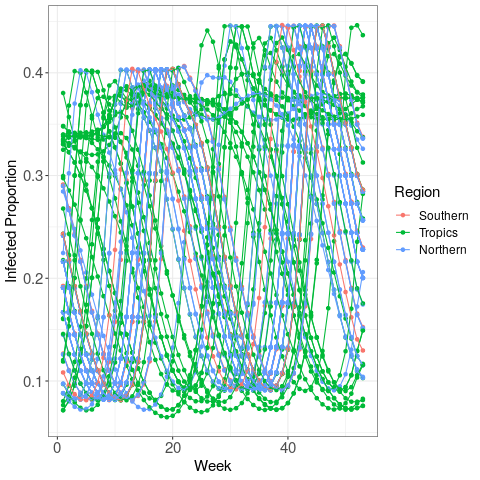 Infected Proportion
0.4
0.3
0.2
0.1
0
20
40
Week
Region
Southern
Tropics
Northern